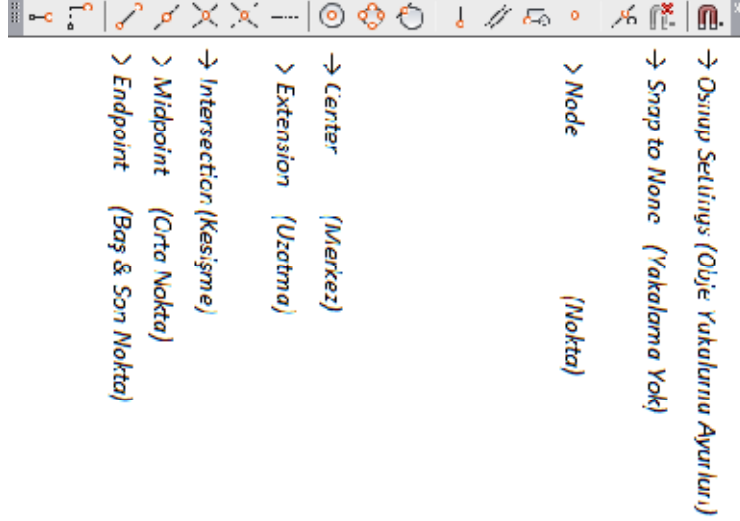 → Osnap Settings (Obje Yakalama Ayarları)
→ Snap to None (Yakalama Yok)
> Node (Nokta)
→ Center (Merkez)
> Extension (Uzatma)
→ Intersection (Kesişme)
> Midpoint (Orta Nokta)
> Endpoint (Baş & Son Nokta)